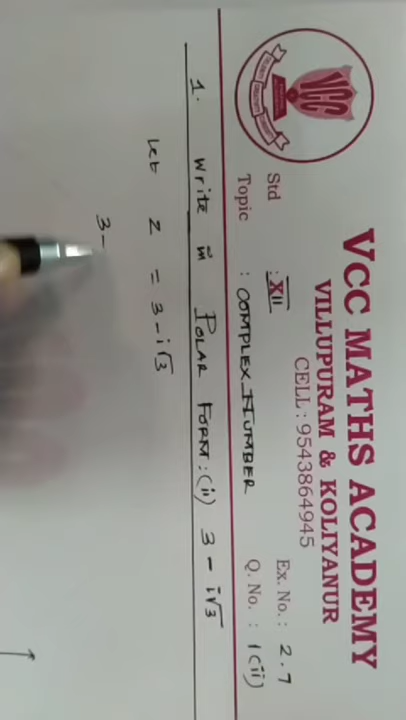 VCC MATHS ACADEMY
VILLUPURAM & KOLIYANUR
CELL : 9543864945
VCC
Std : XII
Ex. No. : 2.7
Topic : COMPLEX NUMBER
Q. No. : 1(ii)
1. Write in POLAR FORM: (ii) 3 - i√3
Let Z = 3 - i√3
3 -